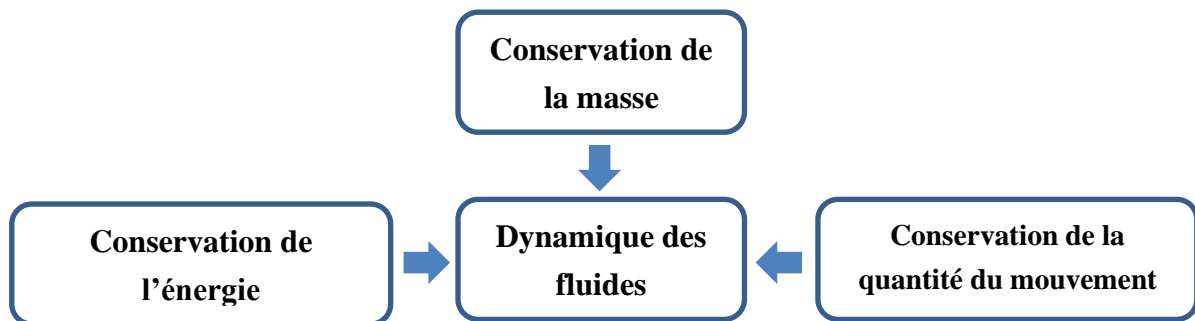 Conservation de
la masse
Conservation de
l’énergie
Dynamique des
fluides
Conservation de la
quantité du mouvement